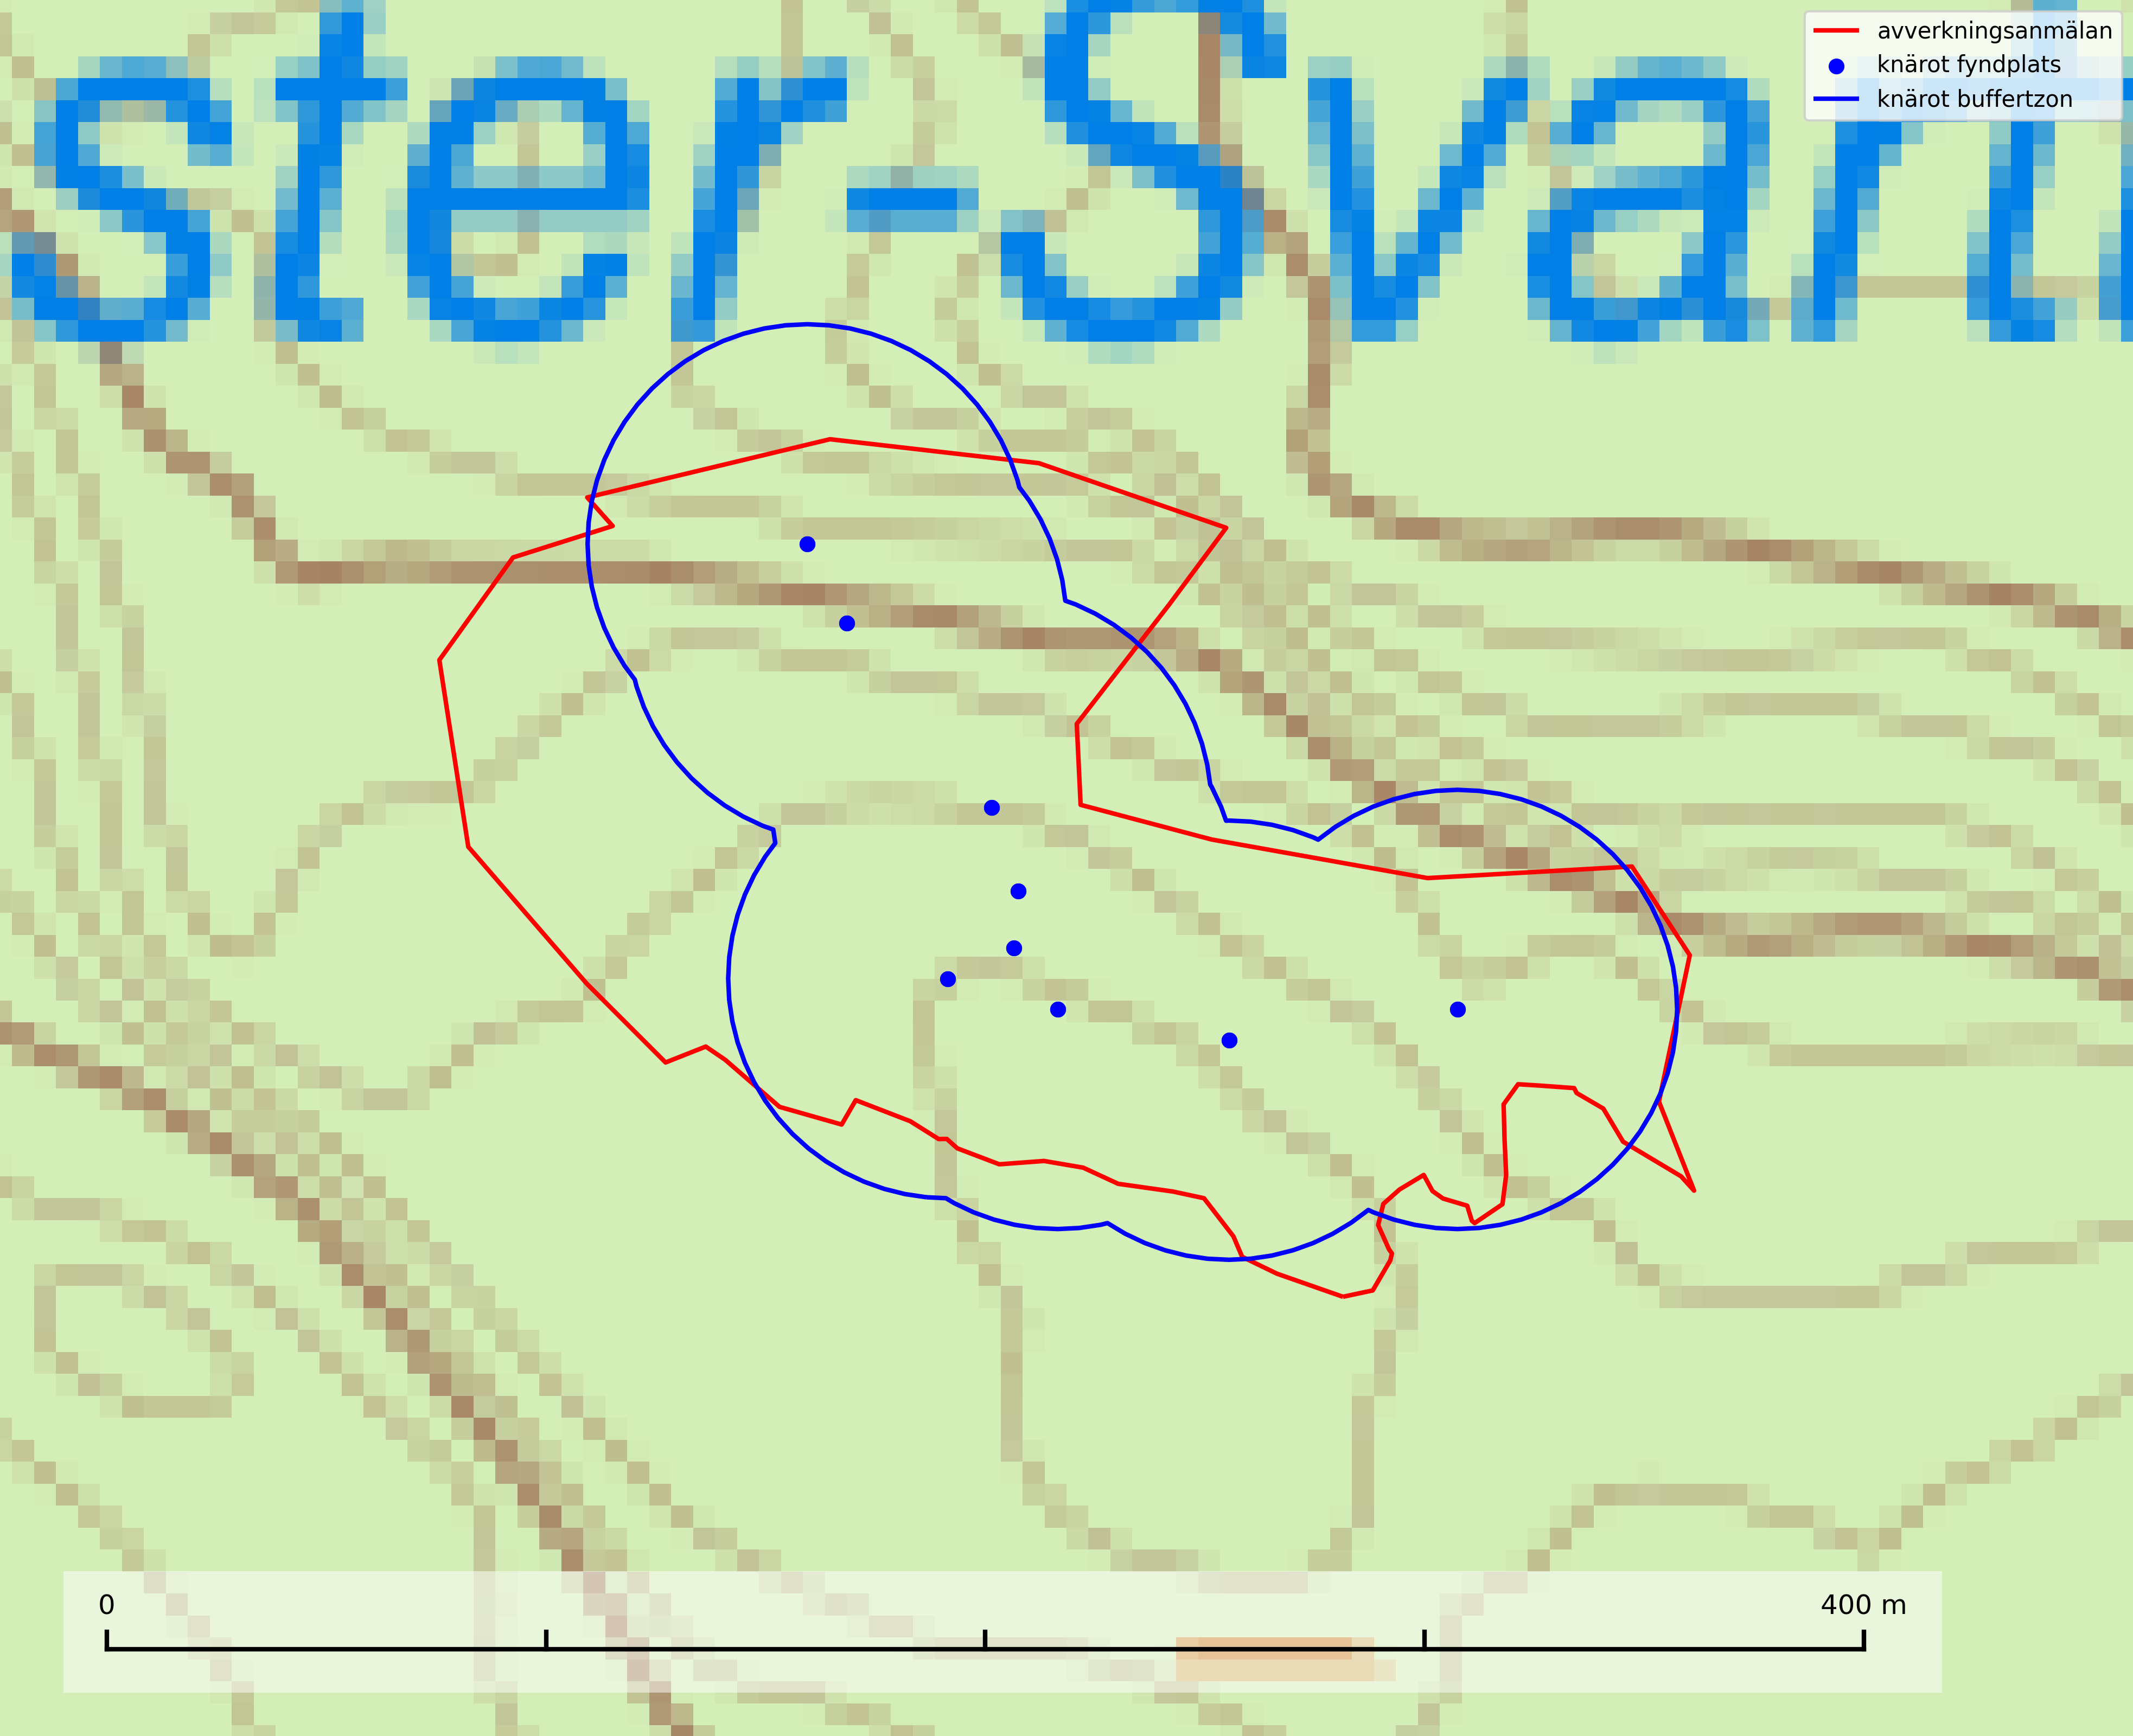 ster-Svart
avverkningsanmälan
knärot fyndplats
knärot buffertzon
0
400 m